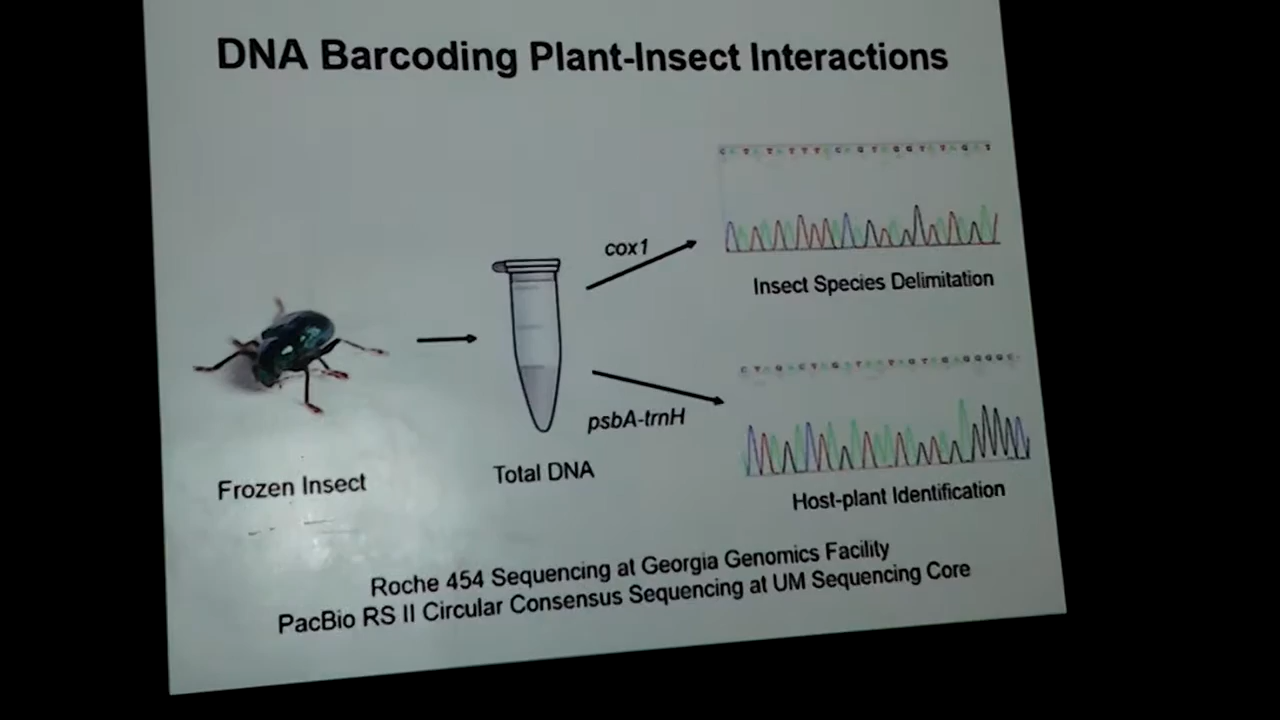 DNA Barcoding Plant-Insect Interactions
cox1
Insect Species Delimitation
psbA-trnH
Host-plant Identification
Frozen Insect
Total DNA
Roche 454 Sequencing at Georgia Genomics Facility
PacBio RS II Circular Consensus Sequencing at UM Sequencing Core